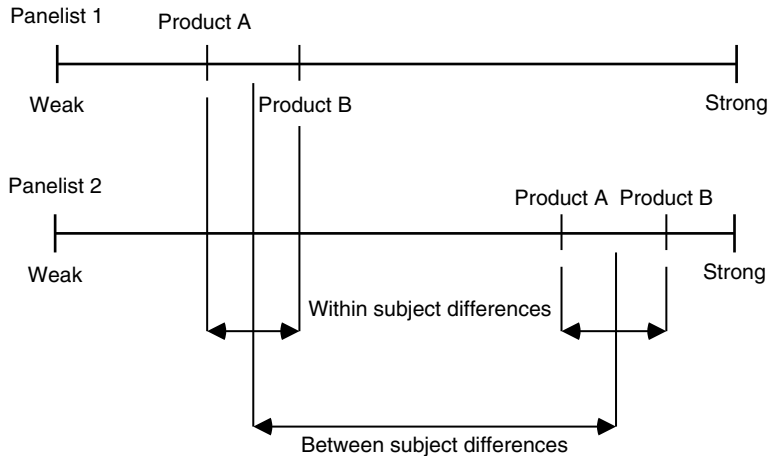 Panelist 1
Product A
Weak
Product B
Strong
Panelist 2
Product A Product B
Weak
Strong
Within subject differences
Between subject differences